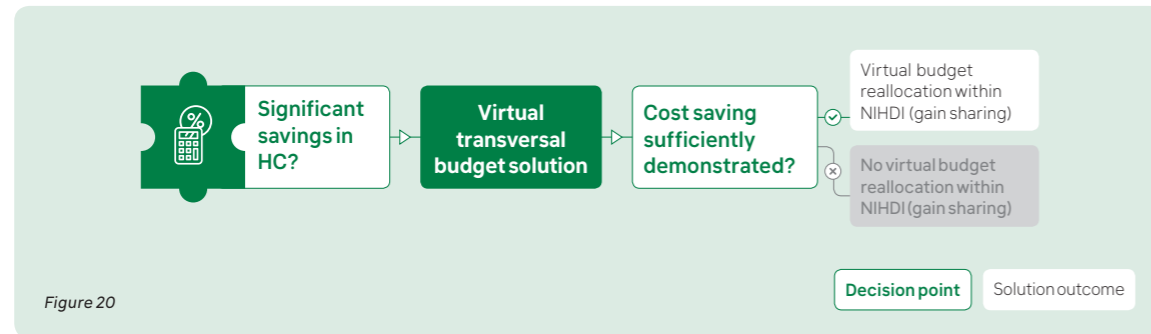 Significant
savings in
HC?
Virtual
transversal
budget solution
Cost saving
sufficiently
demonstrated?
Virtual budget
reallocation within
NIHDI (gain sharing)
No virtual budget
reallocation within
NIHDI (gain sharing)
Figure 20
Decision point
Solution outcome
%